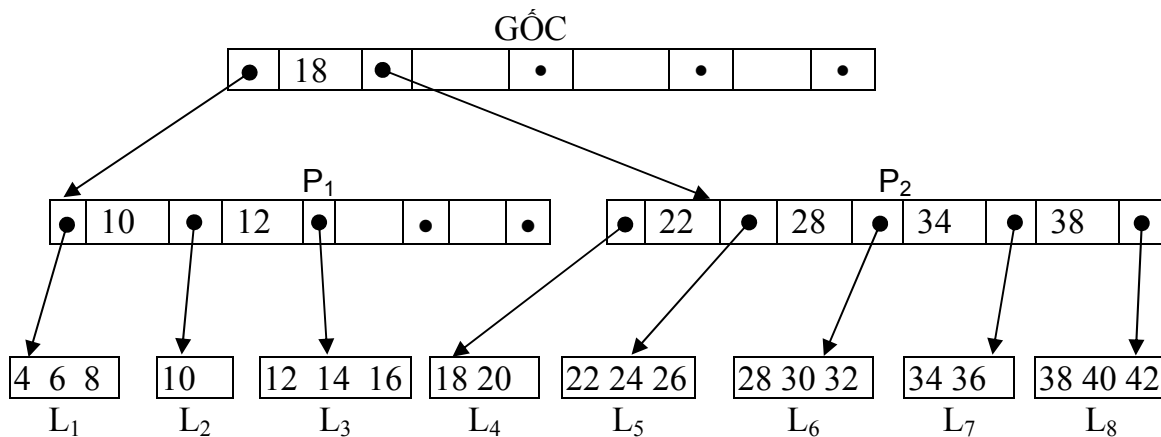 GỐC
18
P₁ P₂
10 12 22 28 34 38
4 6 8 10 12 14 16 18 20 22 24 26 28 30 32 34 36 38 40 42
L₁ L₂ L₃ L₄ L₅ L₆ L₇ L₈